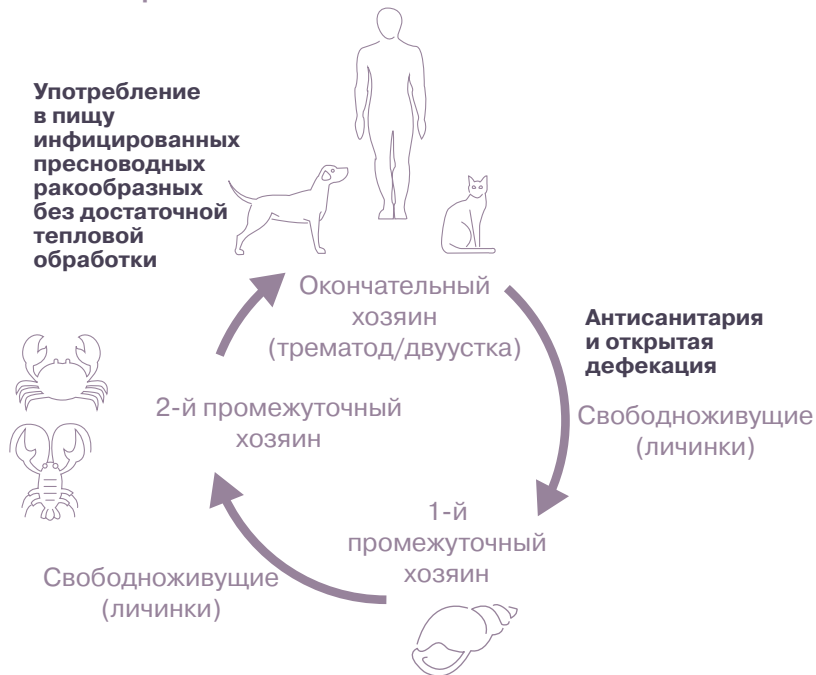 Употребление
в пищу
инфицированных
пресноводных
ракообразных
без достаточной
тепловой
обработки
Окончательный
хозяин
(трематод/двуустка)
Антисанитария
и открытая
дефекация
Свободноживущие
(личинки)
1-й
промежуточный
хозяин
Свободноживущие
(личинки)
2-й промежуточный
хозяин